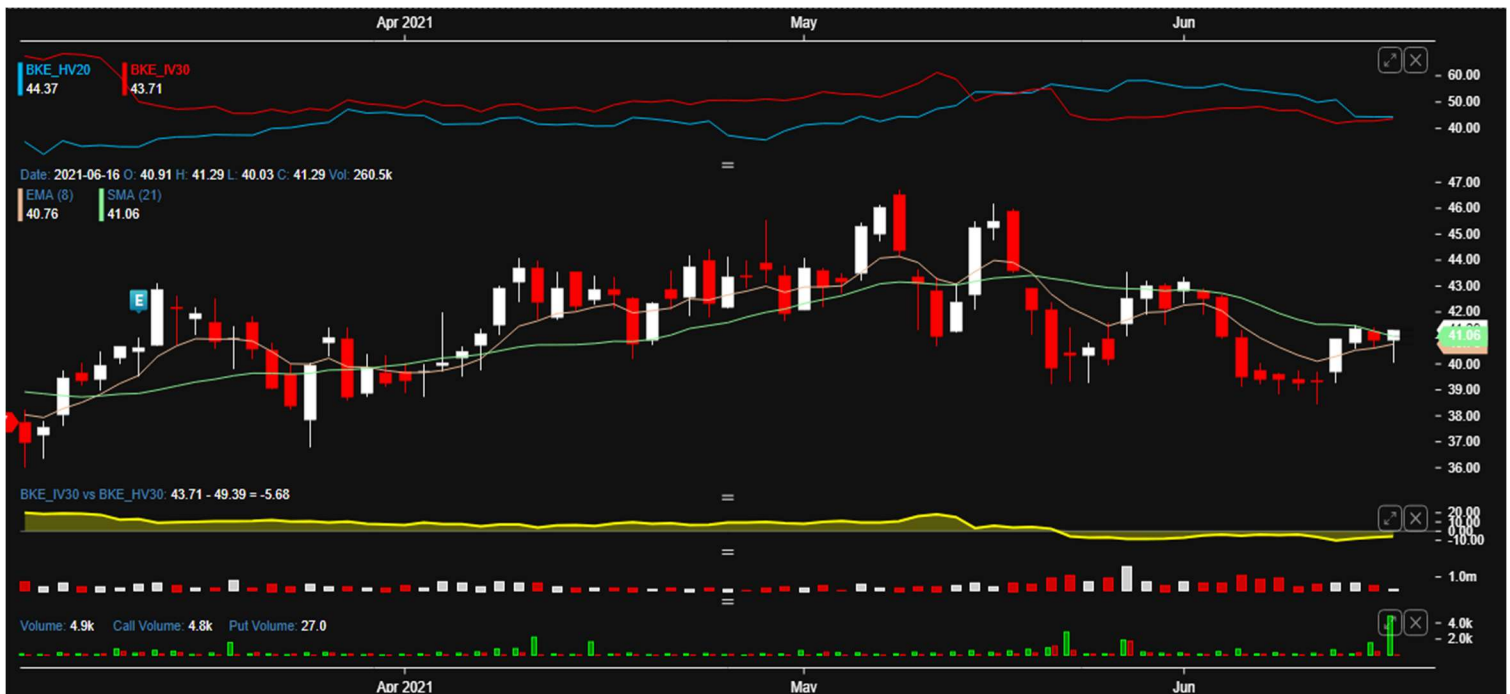 Apr 2021 May Jun
BKE_HV20 BKE_IV30
44.37 43.71
60.00
50.00
40.00
Date: 2021-06-16 O: 40.91 H: 41.29 L: 40.03 C: 41.29 Vol: 260.5k
EMA (8) SMA (21)
40.76 41.06
47.00
46.00
45.00
44.00
43.00
42.00
E
41.06
40.00
39.00
38.00
37.00
36.00
BKE_IV30 vs BKE_HV30: 43.71 - 49.39 = -5.68
20.00
10.00
0.00
-10.00
1.0m
Volume: 4.9k Call Volume: 4.8k Put Volume: 27.0
4.0k
2.0k
Apr 2021 May Jun